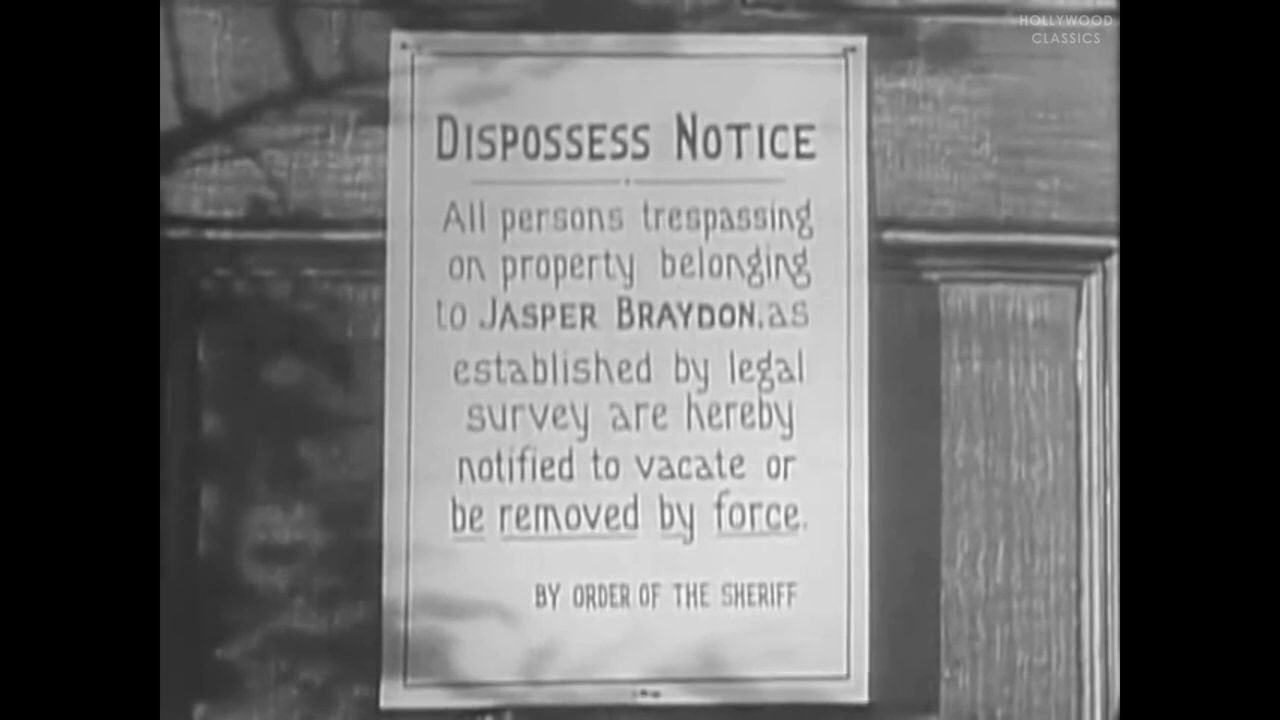 HOLLYWOOD
CLASSICS
DISPOSSESS NOTICE
All persons trespassing
on property belonging
to JASPER BRAYDON, as
established by legal
survey are hereby
notified to vacate or
be removed by force.
BY ORDER OF THE SHERIFF